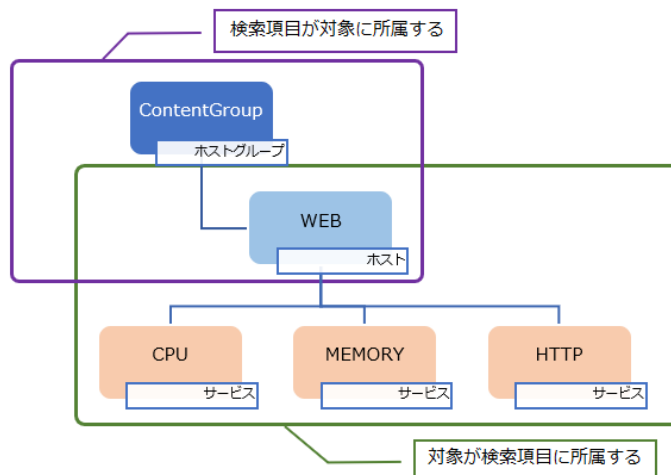 検索項目が対象に所属する
ContentGroup
ホストグループ
WEB
ホスト
CPU
サービス
MEMORY
サービス
HTTP
サービス
対象が検索項目に所属する